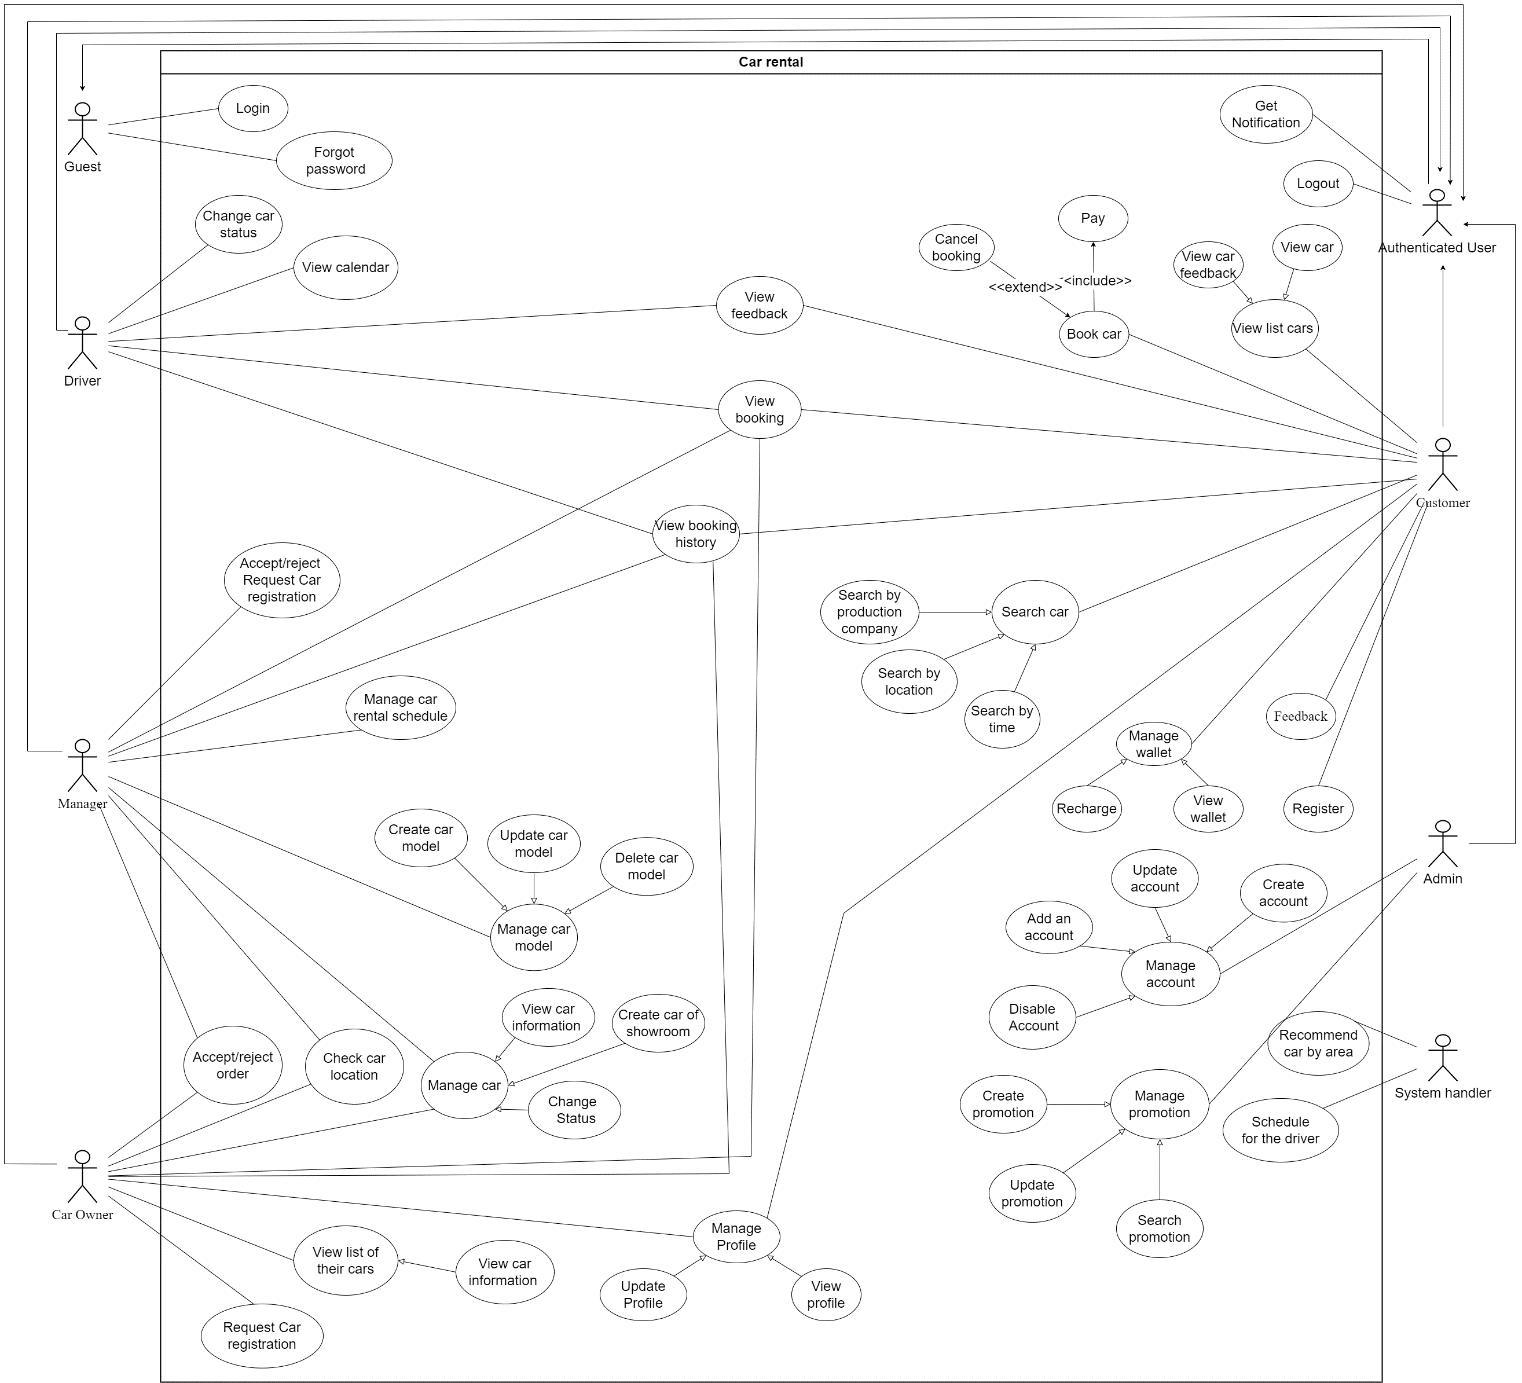 Car rental
Login
Get
Notification
Forgot
password
Guest
Logout
Change car
status
Pay
Cancel
booking
View car
feedback
View car
Authenticated User
View calendar
<<extend>>
<<include>>
View
feedback
Book car
View list cars
Driver
View
booking
Customer
View booking
history
Accept/reject
Request Car
registration
Search by
production
company
Search car
Search by
location
Search by
time
Manage car
rental schedule
Feedback
Manage
wallet
Manager
Recharge
View
wallet
Register
Create car
model
Update car
model
Delete car
model
Admin
Update
account
Create
account
Add an
account
Manage car
model
Manage
account
View car
information
Create car of
showroom
Disable
Account
Recommend
car by area
Accept/reject
order
Check car
location
Manage car
System handler
Change
Status
Create
promotion
Manage
promotion
Schedule
for the driver
Car Owner
Update
promotion
Search
promotion
Manage
Profile
View list of
their cars
View car
information
Update
Profile
View
profile
Request Car
registration